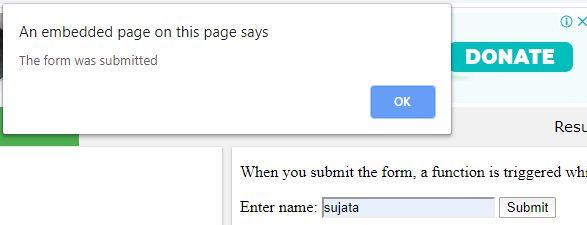 An embedded page on this page says
The form was submitted
OK
DONATE
Resu
When you submit the form, a function is triggered whi
Enter name: sujata Submit